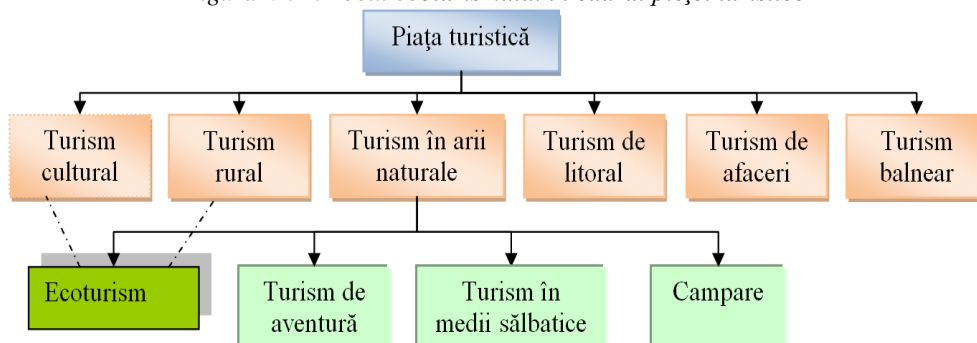 Piaţa turistică
Turism
cultural
Turism
rural
Turism în arii
naturale
Turism de
litoral
Turism de
afaceri
Turism
balnear
Ecoturism
Turism de
aventură
Turism în
medii sălbatice
Campare